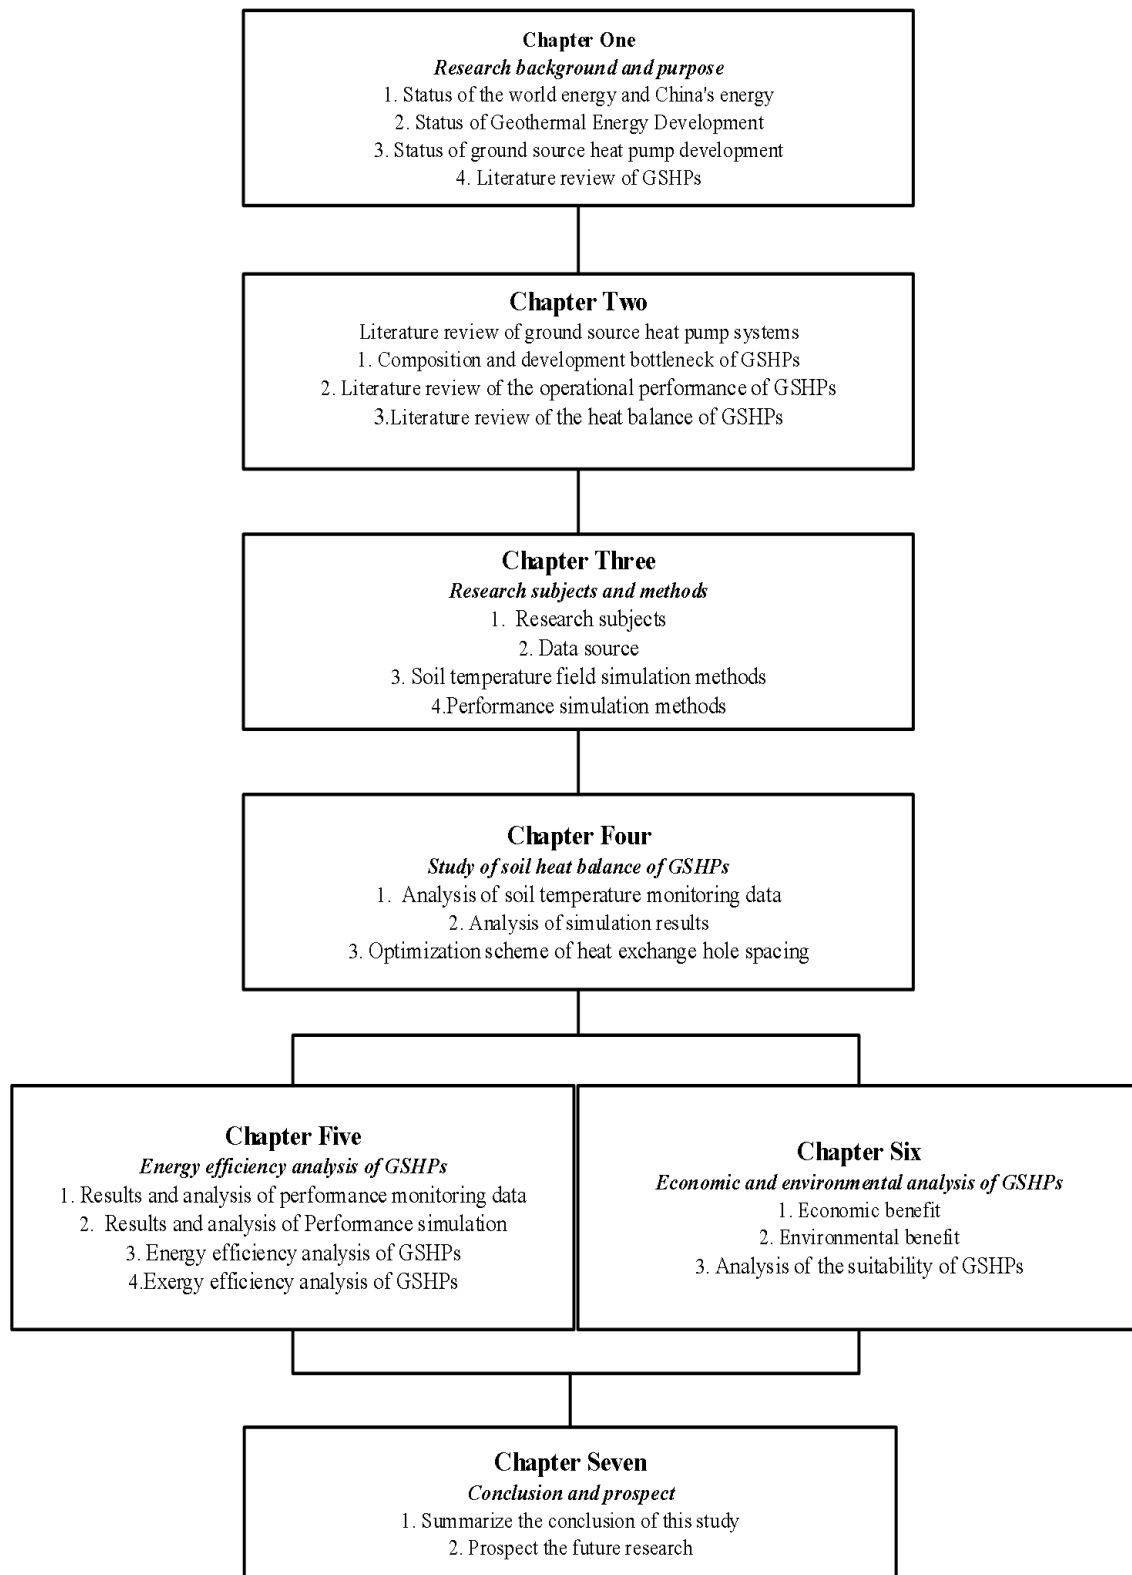 Chapter One
Research background and purpose
1. Status of the world energy and China's energy
2. Status of Geothermal Energy Development
3. Status of ground source heat pump development
4. Literature review of GSHPs
Chapter Two
Literature review of ground source heat pump systems
1. Composition and development bottleneck of GSHPs
2. Literature review of the operational performance of GSHPs
3.Literature review of the heat balance of GSHPs
Chapter Three
Research subjects and methods
1. Research subjects
2. Data source
3. Soil temperature field simulation methods
4.Performance simulation methods
Chapter Four
Study of soil heat balance of GSHPs
1. Analysis of soil temperature monitoring data
2. Analysis of simulation results
3. Optimization scheme of heat exchange hole spacing
Chapter Five
Energy efficiency analysis of GSHPs
1. Results and analysis of performance monitoring data
2. Results and analysis of Performance simulation
3. Energy efficiency analysis of GSHPs
4.Exergy efficiency analysis of GSHPs
Chapter Six
Economic and environmental analysis of GSHPs
1. Economic benefit
2. Environmental benefit
3. Analysis of the suitability of GSHPs
Chapter Seven
Conclusion and prospect
1. Summarize the conclusion of this study
2. Prospect the future research